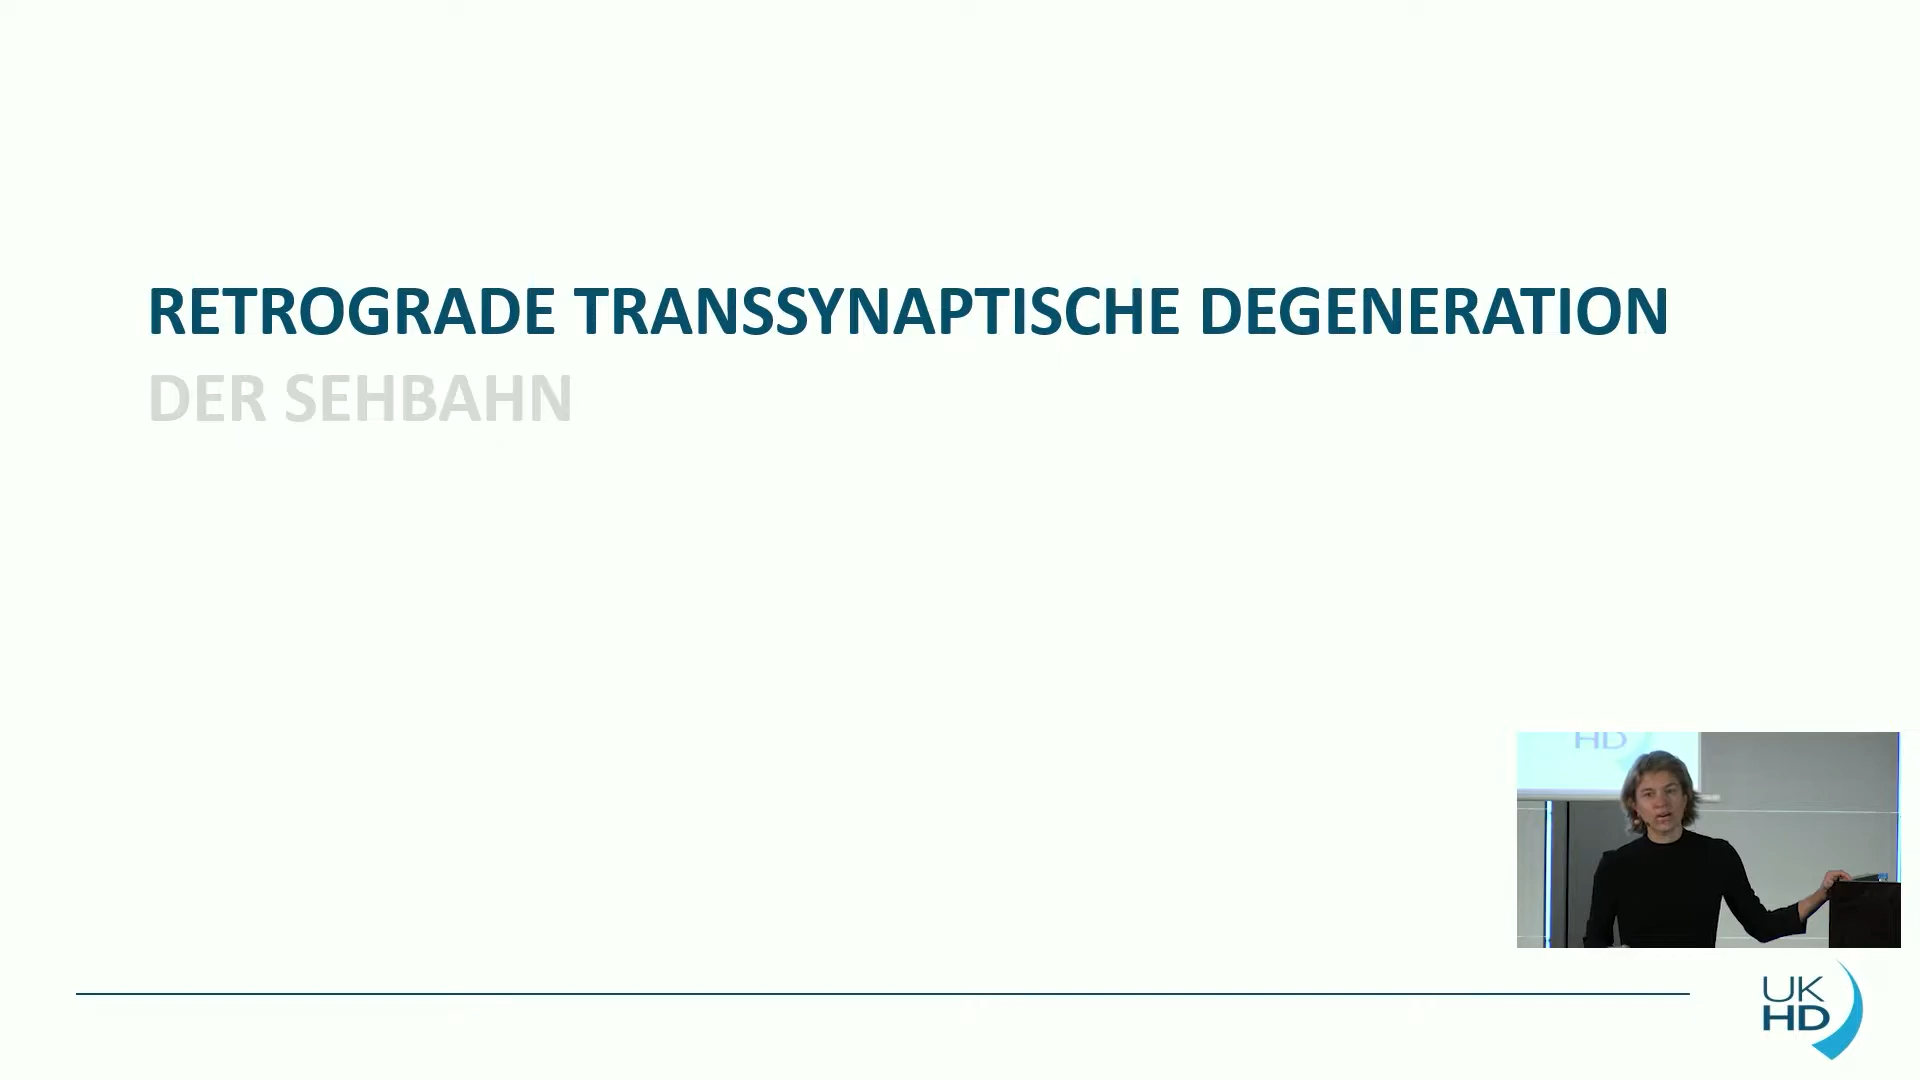 RETROGRADE TRANSSYNAPTISCHE DEGENERATION
DER SEHBAHN
HD
UK
HD